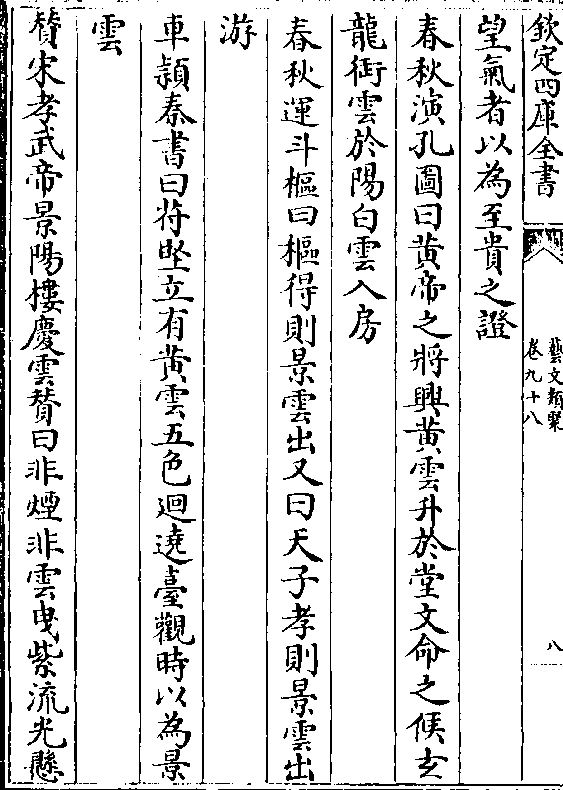 欽定四庫全書
藝文類聚
卷九十八
八
望氣者以為至貴之證
春秋演孔圖曰黃帝之將興黃雲升於堂文命之候玄
龍銜雲於陽白雲入房
春秋運斗樞曰樞得則景雲出又曰天子孝則景雲出
游
車頴秦書曰苻堅立有黃雲五色迴遶臺觀時以為景
雲
賛宋孝武帝景陽樓慶雲賛曰非煙非雲曳紫流光懸